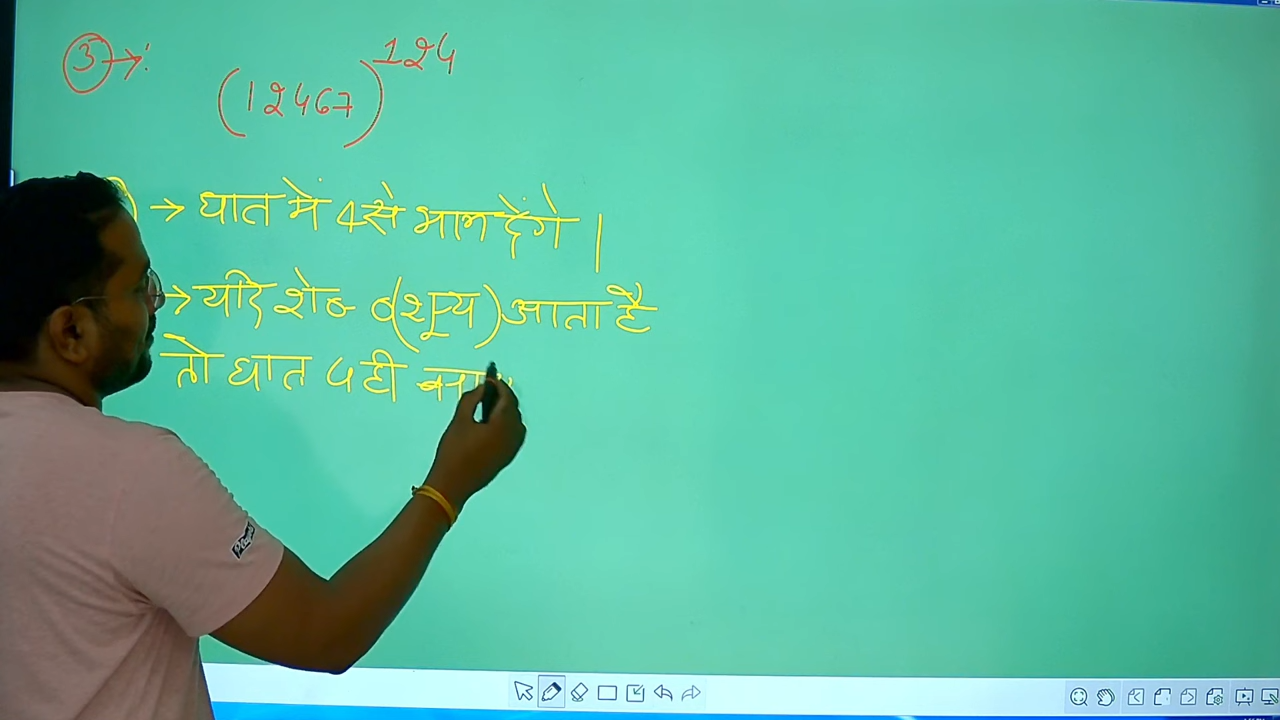 3 →:
(12467)^124
→ घात में 4 से भाग देंगे।
→ यदि शेष 0(शून्य) आता है
तो घात 4 ही